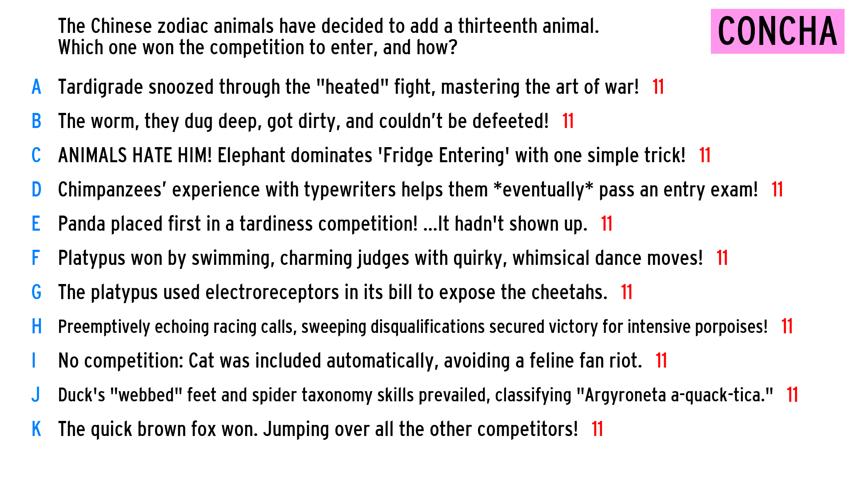 The Chinese zodiac animals have decided to add a thirteenth animal.
Which one won the competition to enter, and how?
CONCHA
A Tardigrade snoozed through the "heated" fight, mastering the art of war! 11
B The worm, they dug deep, got dirty, and couldn't be defeeted! 11
C ANIMALS HATE HIM! Elephant dominates 'Fridge Entering' with one simple trick! 11
D Chimpanzees' experience with typewriters helps them *eventually* pass an entry exam! 11
E Panda placed first in a tardiness competition! ...It hadn't shown up. 11
F Platypus won by swimming, charming judges with quirky, whimsical dance moves! 11
G The platypus used electroreceptors in its bill to expose the cheetahs. 11
H Preemptively echoing racing calls, sweeping disqualifications secured victory for intensive porpoises! 11
I No competition: Cat was included automatically, avoiding a feline fan riot. 11
J Duck's "webbed" feet and spider taxonomy skills prevailed, classifying "Argyroneta a-quack-tica." 11
K The quick brown fox won. Jumping over all the other competitors! 11